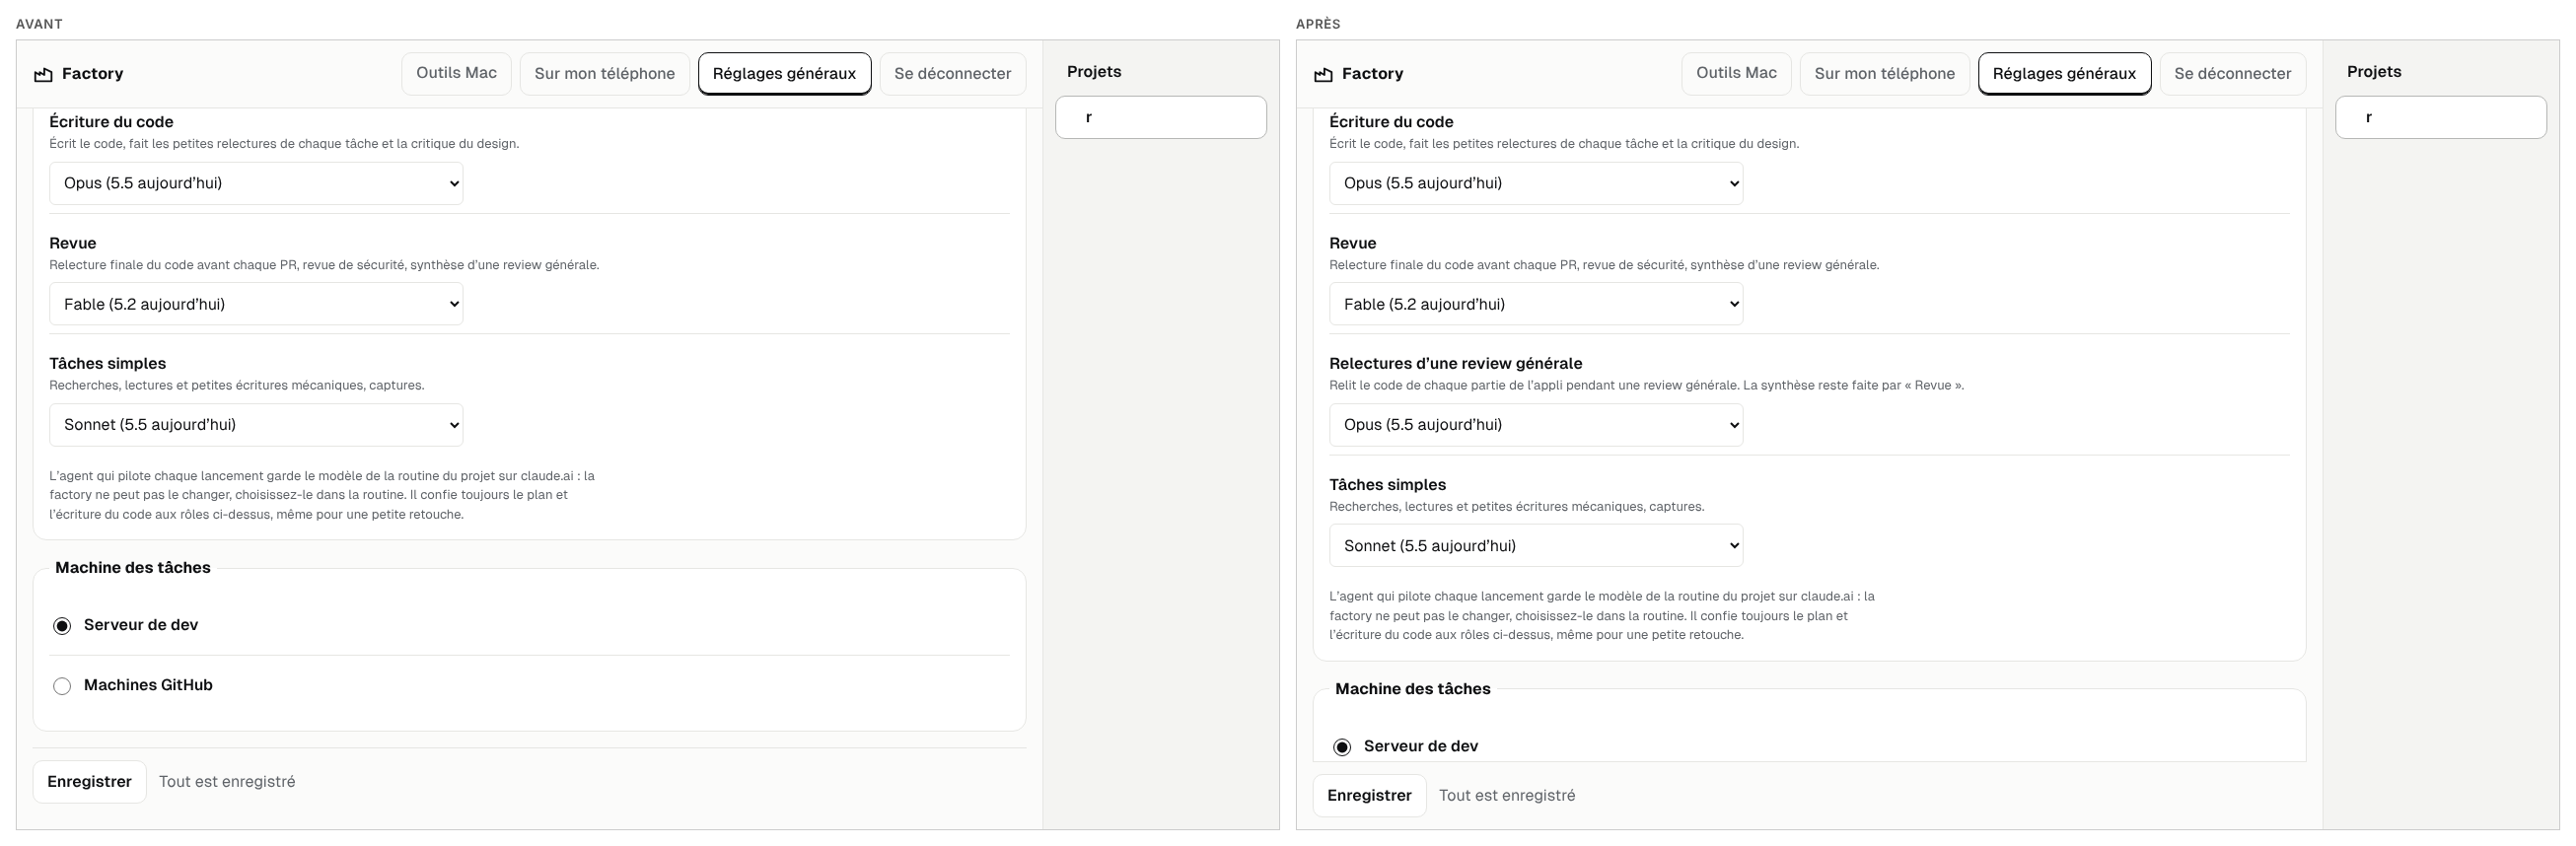 AVANT
Factory
Outils Mac
Sur mon téléphone
Réglages généraux
Se déconnecter
Projets
r
Écriture du code
Écrit le code, fait les petites relectures de chaque tâche et la critique du design.
Opus (5.5 aujourd’hui)
Revue
Relecture finale du code avant chaque PR, revue de sécurité, synthèse d’une review générale.
Fable (5.2 aujourd’hui)
Tâches simples
Recherches, lectures et petites écritures mécaniques, captures.
Sonnet (5.5 aujourd’hui)
L’agent qui pilote chaque lancement garde le modèle de la routine du projet sur claude.ai : la
factory ne peut pas le changer, choisissez-le dans la routine. Il confie toujours le plan et
l’écriture du code aux rôles ci-dessus, même pour une petite retouche.
Machine des tâches
Serveur de dev
Machines GitHub
Enregistrer
Tout est enregistré
APRÈS
Factory
Outils Mac
Sur mon téléphone
Réglages généraux
Se déconnecter
Projets
r
Écriture du code
Écrit le code, fait les petites relectures de chaque tâche et la critique du design.
Opus (5.5 aujourd’hui)
Revue
Relecture finale du code avant chaque PR, revue de sécurité, synthèse d’une review générale.
Fable (5.2 aujourd’hui)
Relectures d’une review générale
Relit le code de chaque partie de l’appli pendant une review générale. La synthèse reste faite par « Revue ».
Opus (5.5 aujourd’hui)
Tâches simples
Recherches, lectures et petites écritures mécaniques, captures.
Sonnet (5.5 aujourd’hui)
L’agent qui pilote chaque lancement garde le modèle de la routine du projet sur claude.ai : la
factory ne peut pas le changer, choisissez-le dans la routine. Il confie toujours le plan et
l’écriture du code aux rôles ci-dessus, même pour une petite retouche.
Machine des tâches
Serveur de dev
Enregistrer
Tout est enregistré